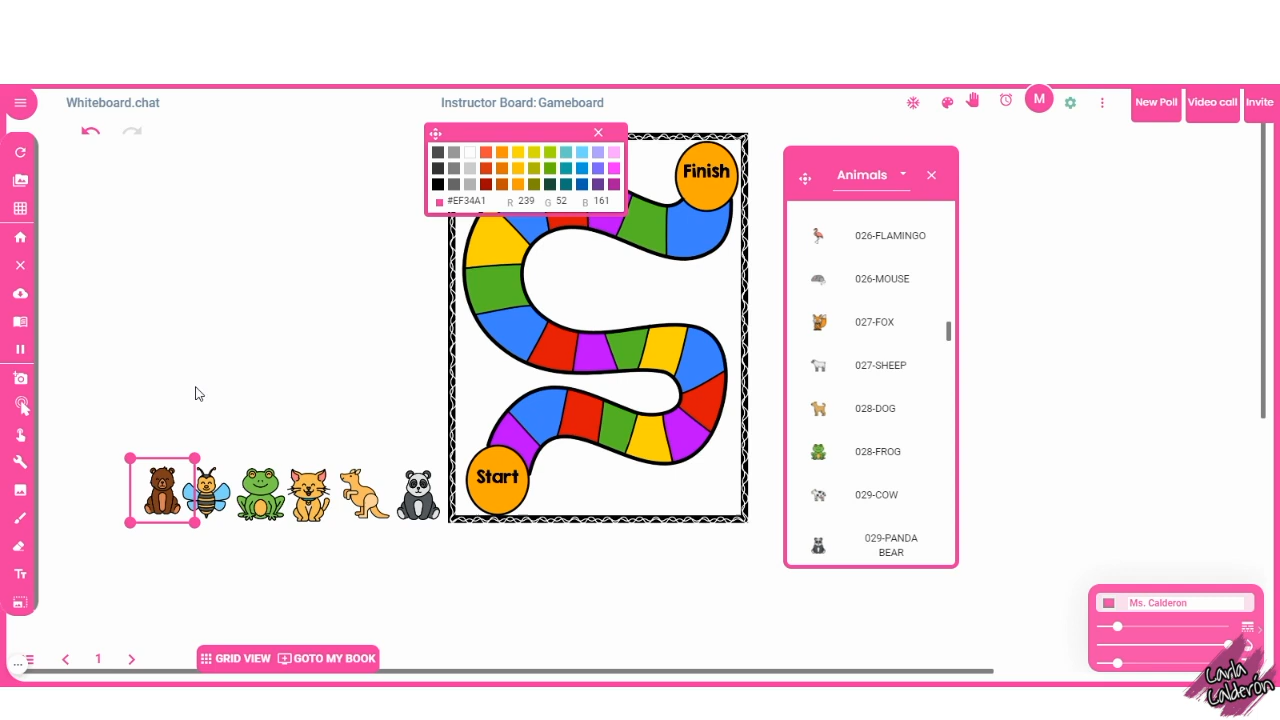 Whiteboard.chat
Instructor Board: Gameboard
M
New Poll
Video call
Invite
#EF34A1 R 239 G 52 B 161
Finish
Start
Animals
026-FLAMINGO
026-MOUSE
027-FOX
027-SHEEP
028-DOG
028-FROG
029-COW
029-PANDA
BEAR
Tт
Ms. Calderon
1
GRID VIEW
GOTO MY BOOK
Carla
Calderón